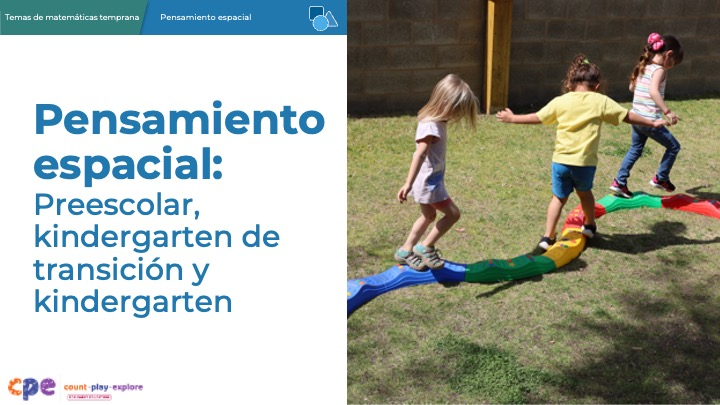 Temas de matemáticas temprana
Pensamiento espacial
Pensamiento
espacial:
Preescolar,
kindergarten de
transición y
kindergarten
cpe
count-play-explore